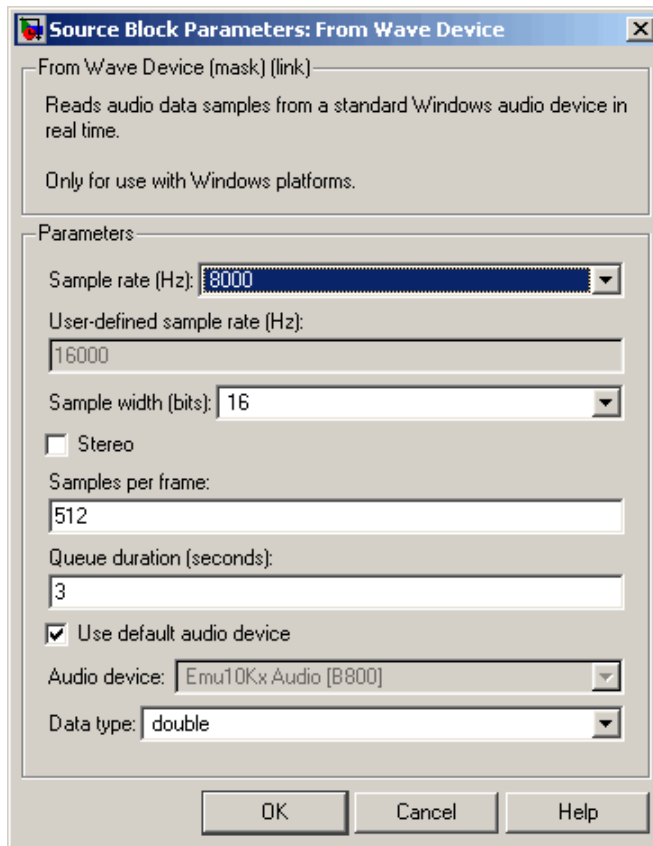 Source Block Parameters: From Wave Device
From Wave Device (mask) (link)
Reads audio data samples from a standard Windows audio device in
real time.
Only for use with Windows platforms.
Parameters
Sample rate (Hz): 8000
User-defined sample rate (Hz):
16000
Sample width (bits): 16
Stereo
Samples per frame:
512
Queue duration (seconds):
3
Use default audio device
Audio device: Emu10Kx Audio [B800]
Data type: double
OK Cancel Help